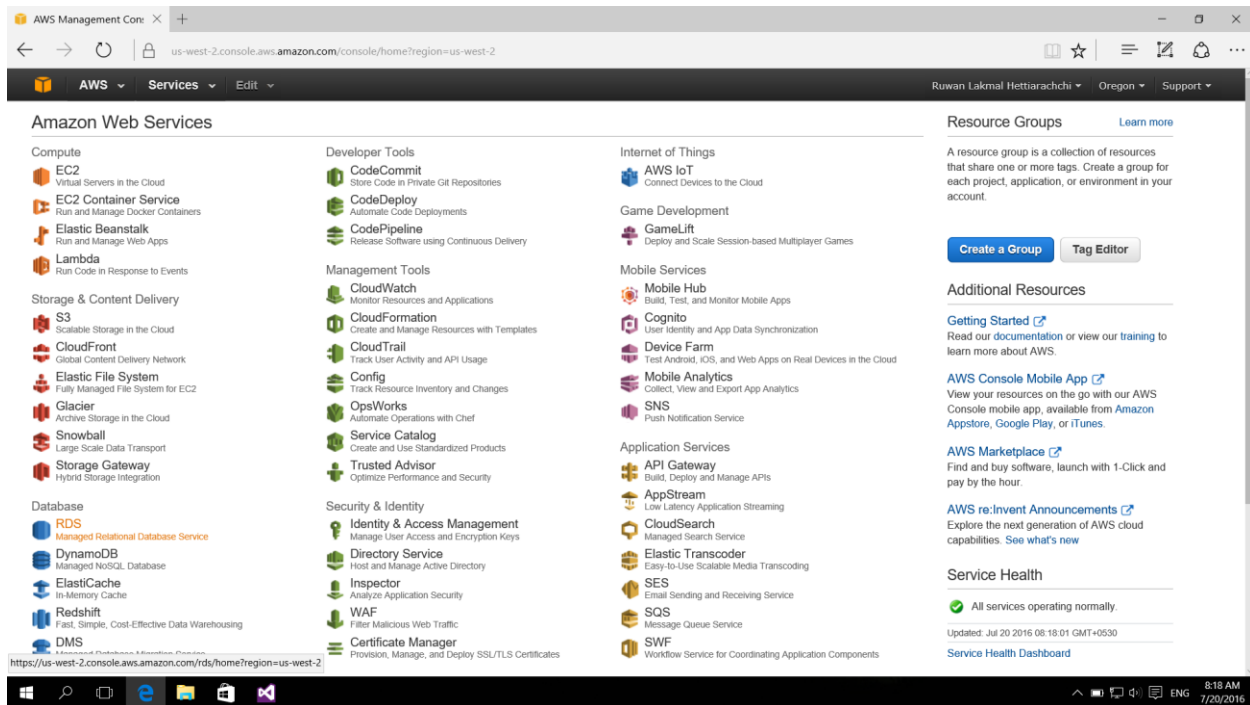 AWS Management Con:
us-west-2.console.aws.amazon.com/console/home?region=us-west-2
AWS Services Edit Ruwan Lakmal Hettiarachchi Oregon Support
Amazon Web Services
Compute
EC2
Virtual Servers in the Cloud
EC2 Container Service
Run and Manage Docker Containers
Elastic Beanstalk
Run and Manage Web Apps
Lambda
Run Code in Response to Events
Storage & Content Delivery
S3
Scalable Storage in the Cloud
CloudFront
Global Content Delivery Network
Elastic File System
Fully Managed File System for EC2
Glacier
Archive Storage in the Cloud
Snowball
Large Scale Data Transport
Storage Gateway
Hybrid Storage Integration
Database
RDS
Managed Relational Database Service
DynamoDB
Managed NoSQL Database
ElastiCache
In-Memory Cache
Redshift
Fast, Simple, Cost-Effective Data Warehousing
DMS
Managed Database Migration Service
Developer Tools
CodeCommit
Store Code in Private Git Repositories
CodeDeploy
Automate Code Deployments
CodePipeline
Release Software using Continuous Delivery
Management Tools
CloudWatch
Monitor Resources and Applications
CloudFormation
Create and Manage Resources with Templates
CloudTrail
Track User Activity and API Usage
Config
Track Resource Inventory and Changes
OpsWorks
Automate Operations with Chef
Service Catalog
Create and Use Standardized Products
Trusted Advisor
Optimize Performance and Security
Security & Identity
Identity & Access Management
Manage User Access and Encryption Keys
Directory Service
Host and Manage Active Directory
Inspector
Analyze Application Security
WAF
Filter Malicious Web Traffic
Certificate Manager
Provision, Manage, and Deploy SSL/TLS Certificates
Internet of Things
AWS IoT
Connect Devices to the Cloud
Game Development
GameLift
Deploy and Scale Session-based Multiplayer Games
Mobile Services
Mobile Hub
Build, Test, and Monitor Mobile Apps
Cognito
User Identity and App Data Synchronization
Device Farm
Test Android, iOS, and Web Apps on Real Devices in the Cloud
Mobile Analytics
Collect, View and Export App Analytics
SNS
Push Notification Service
Application Services
API Gateway
Build, Deploy and Manage APIs
AppStream
Low Latency Application Streaming
CloudSearch
Managed Search Service
Elastic Transcoder
Easy-to-Use Scalable Media Transcoding
SES
Email Sending and Receiving Service
SQS
Message Queue Service
SWF
Workflow Service for Coordinating Application Components
Resource Groups Learn more
A resource group is a collection of resources
that share one or more tags. Create a group for
each project, application, or environment in your
account.
Create a Group Tag Editor
Additional Resources
Getting Started
Read our documentation or view our training to
learn more about AWS.
AWS Console Mobile App
View your resources on the go with our AWS
Console mobile app, available from Amazon
Appstore, Google Play, or iTunes.
AWS Marketplace
Find and buy software, launch with 1-Click and
pay by the hour.
AWS re:Invent Announcements
Explore the next generation of AWS cloud
capabilities. See what's new
Service Health
All services operating normally.
Updated: Jul 20 2016 08:18:01 GMT+0530
Service Health Dashboard
https://us-west-2.console.aws.amazon.com/rds/home?region=us-west-2
ENG
8:18 AM
7/20/2016